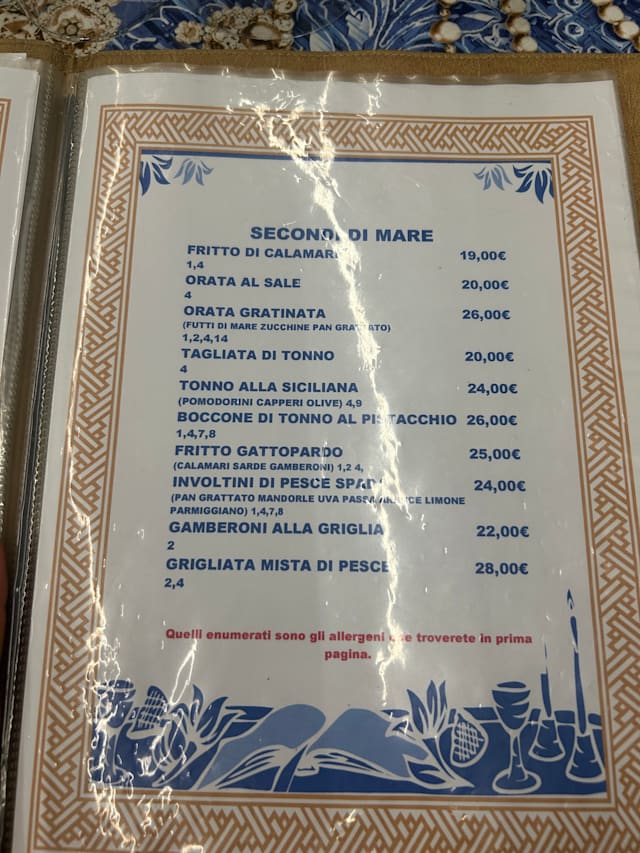 SECONDI DI MARE
FRITTO DI CALAMARI 19,00€
1,4
ORATA AL SALE 20,00€
4
ORATA GRATINATA 26,00€
(FUTTI DI MARE ZUCCHINE PAN GRATTATO)
1,2,4,14
TAGLIATA DI TONNO 20,00€
4
TONNO ALLA SICILIANA 24,00€
(POMODORINI CAPPERI OLIVE) 4,9
BOCCONE DI TONNO AL PISTACCHIO 26,00€
1,4,7,8
FRITTO GATTOPARDO 25,00€
(CALAMARI SARDE GAMBERONI) 1,2 4,
INVOLTINI DI PESCE SPADA 24,00€
(PAN GRATTATO MANDORLE UVA PASSA ARANCE LIMONE
PARMIGGIANO) 1,4,7,8
GAMBERONI ALLA GRIGLIA 22,00€
2
GRIGLIATA MISTA DI PESCE 28,00€
2,4
Quelli enumerati sono gli allergeni che troverete in prima
pagina.